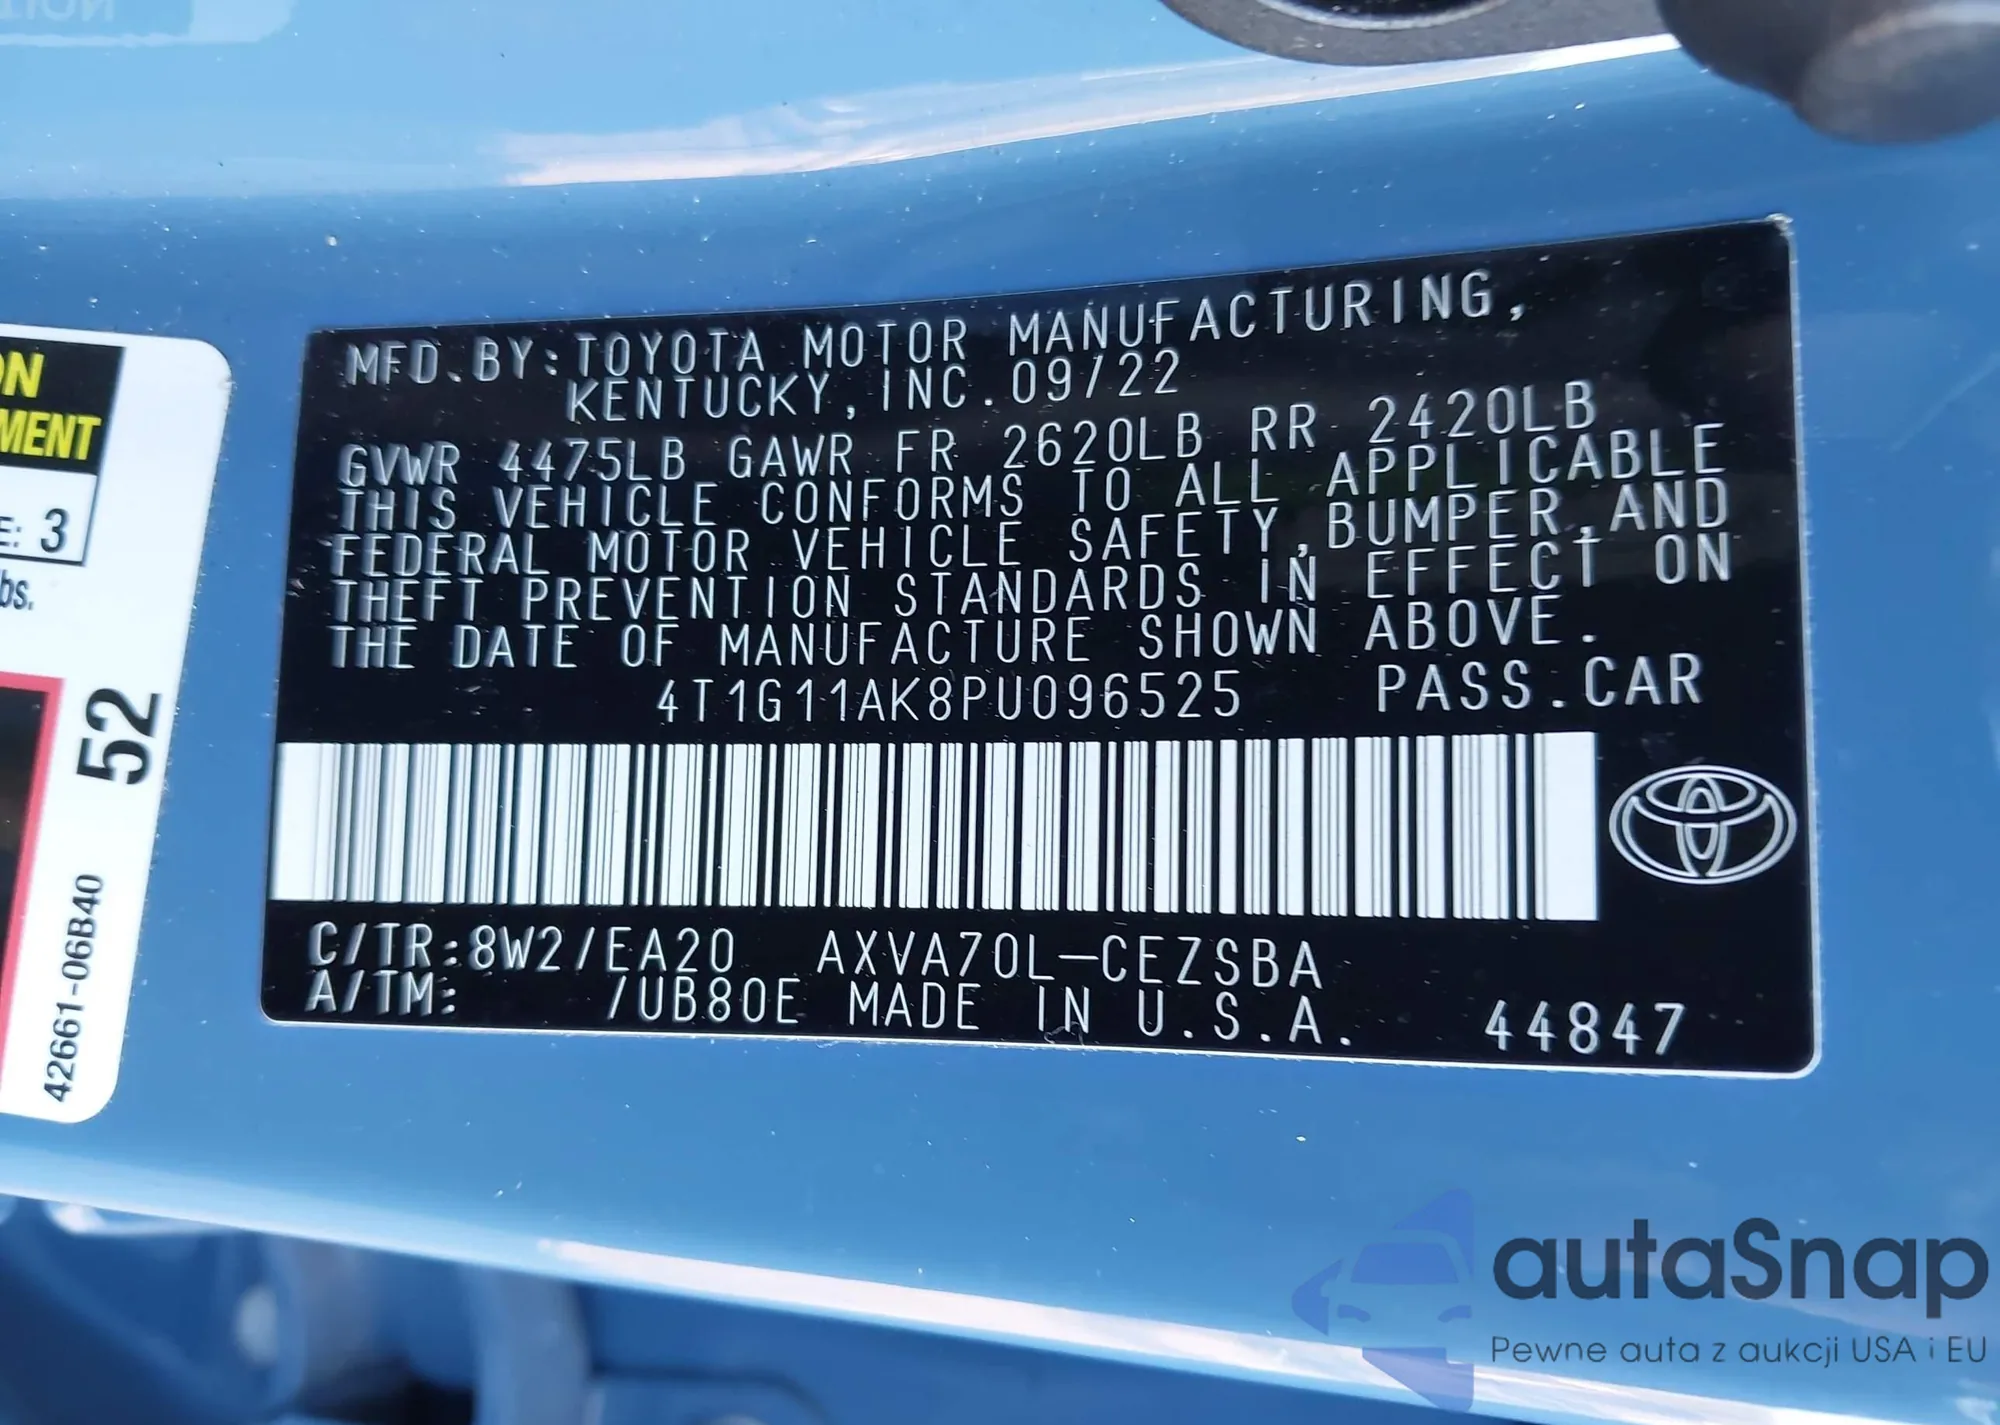 ON
MENT
E: 3
bs.
52
42661-06B40
MFD.BY:TOYOTA MOTOR MANUFACTURING,
KENTUCKY, INC.09/22
GVWR 4475LB GAWR FR 2620LB RR 2420LB
THIS VEHICLE CONFORMS TO ALL APPLICABLE
FEDERAL MOTOR VEHICLE SAFETY,BUMPER,AND
THEFT PREVENTION STANDARDS IN EFFECT ON
THE DATE OF MANUFACTURE SHOWN ABOVE.
4T1G11AK8PU096525 PASS.CAR
C/TR:8W2/EA20 AXVA70L-CEZSBA
A/TM: /UB80E MADE IN U.S.A. 44847
autaSnap
Pewne auta z aukcji USA i EU